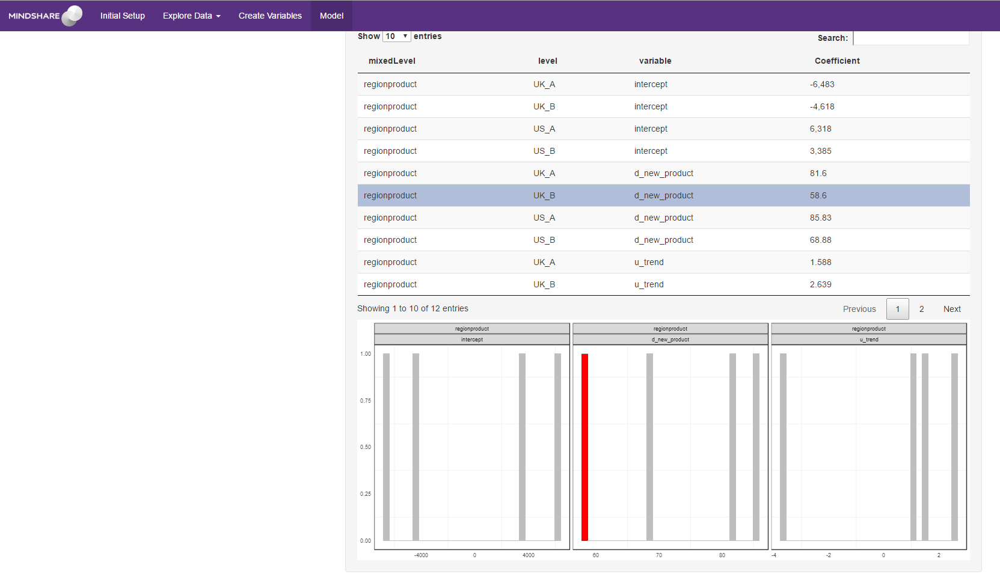 MINDSHARE Initial Setup Explore Data Create Variables Model
Show 10 entries Search:
mixedLevel level variable Coefficient
regionproduct UK_A intercept -6,483
regionproduct UK_B intercept -4,618
regionproduct US_A intercept 6,318
regionproduct US_B intercept 3,385
regionproduct UK_A d_new_product 81.6
regionproduct UK_B d_new_product 58.6
regionproduct US_A d_new_product 85.83
regionproduct US_B d_new_product 68.88
regionproduct UK_A u_trend 1.588
regionproduct UK_B u_trend 2.639
Showing 1 to 10 of 12 entries Previous 1 2 Next
regionproduct regionproduct regionproduct
intercept d_new_product u_trend
1.00
0.75
0.50
0.25
0.00
-4000 0 4000 60 70 80 -4 -2 0 2